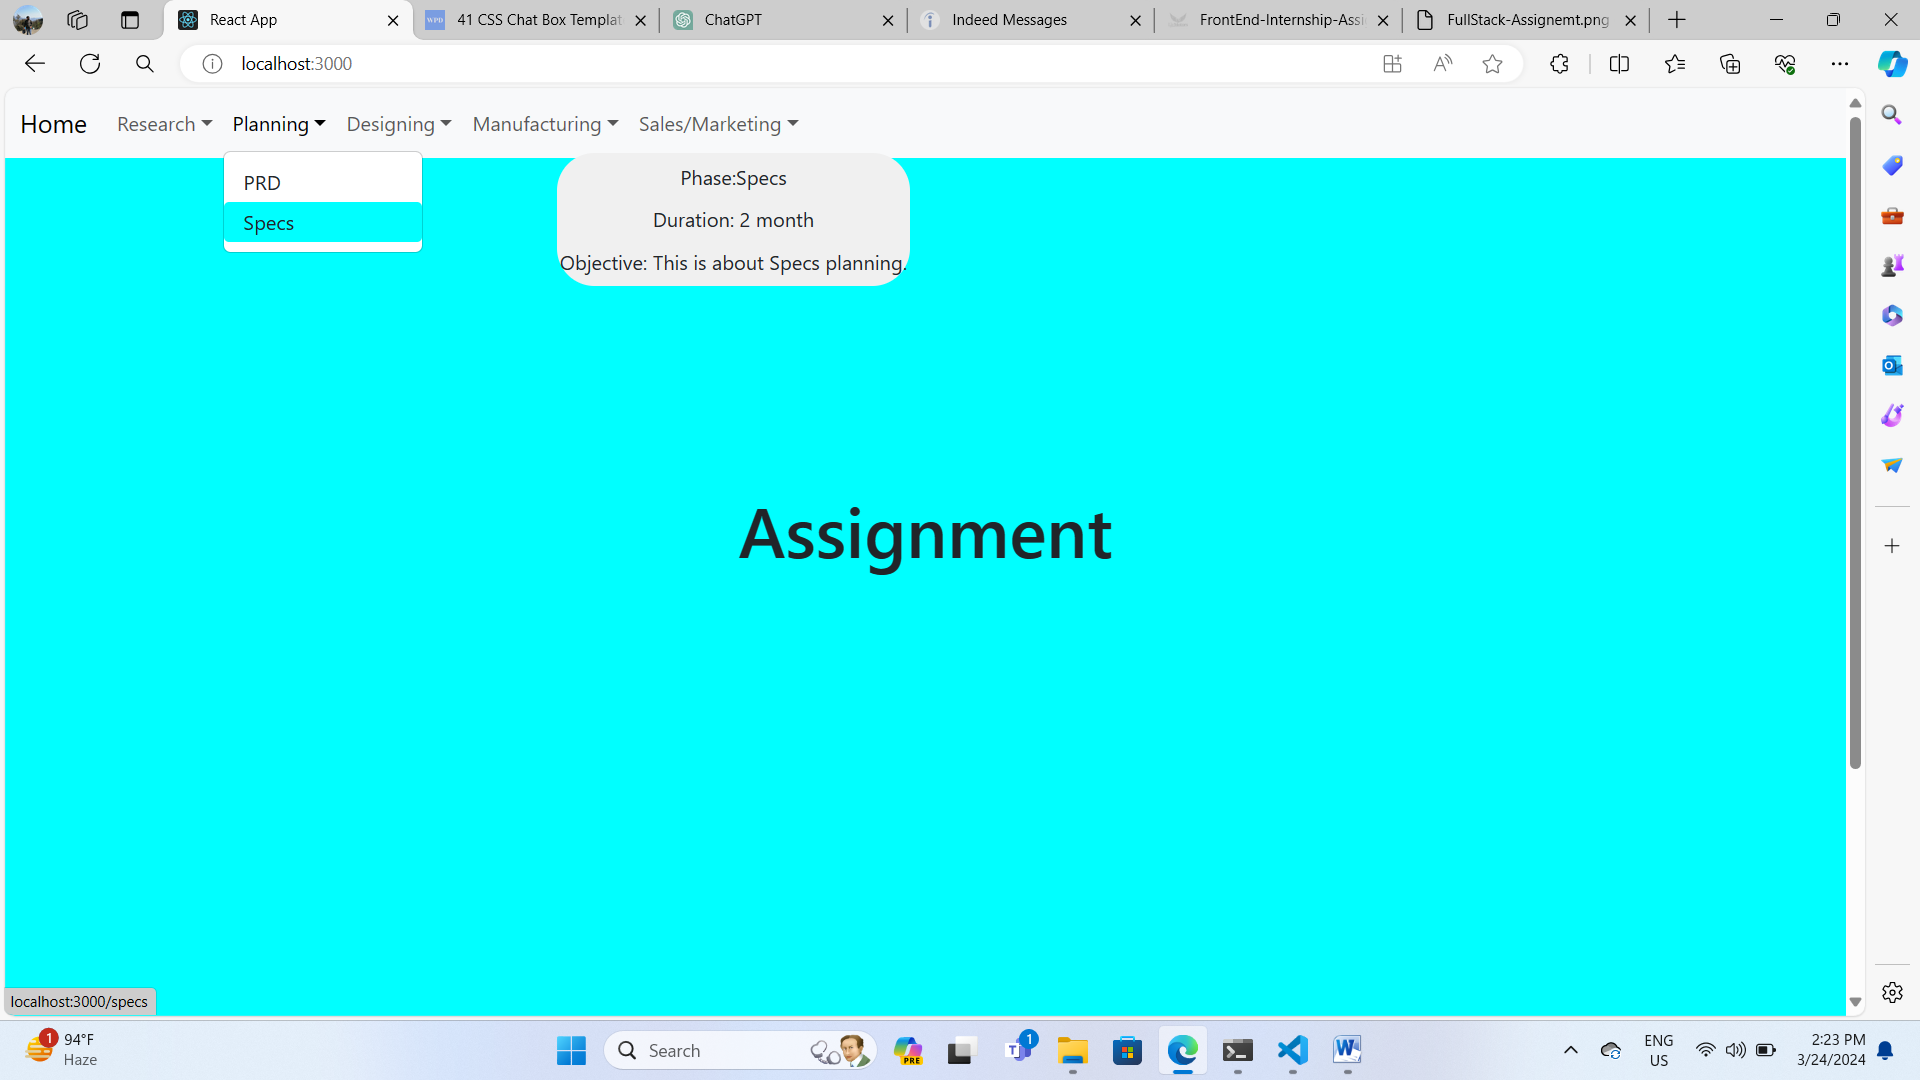 React App
41 CSS Chat Box Templat
ChatGPT
Indeed Messages
FrontEnd-Internship-Assi
FullStack-Assignemt.png
localhost:3000
Home
Research
Planning
Designing
Manufacturing
Sales/Marketing
PRD
Specs
Phase:Specs
Duration: 2 month
Objective: This is about Specs planning.
Assignment
localhost:3000/specs
1
94°F
Haze
Search
PRE
1
ENG
US
2:23 PM
3/24/2024